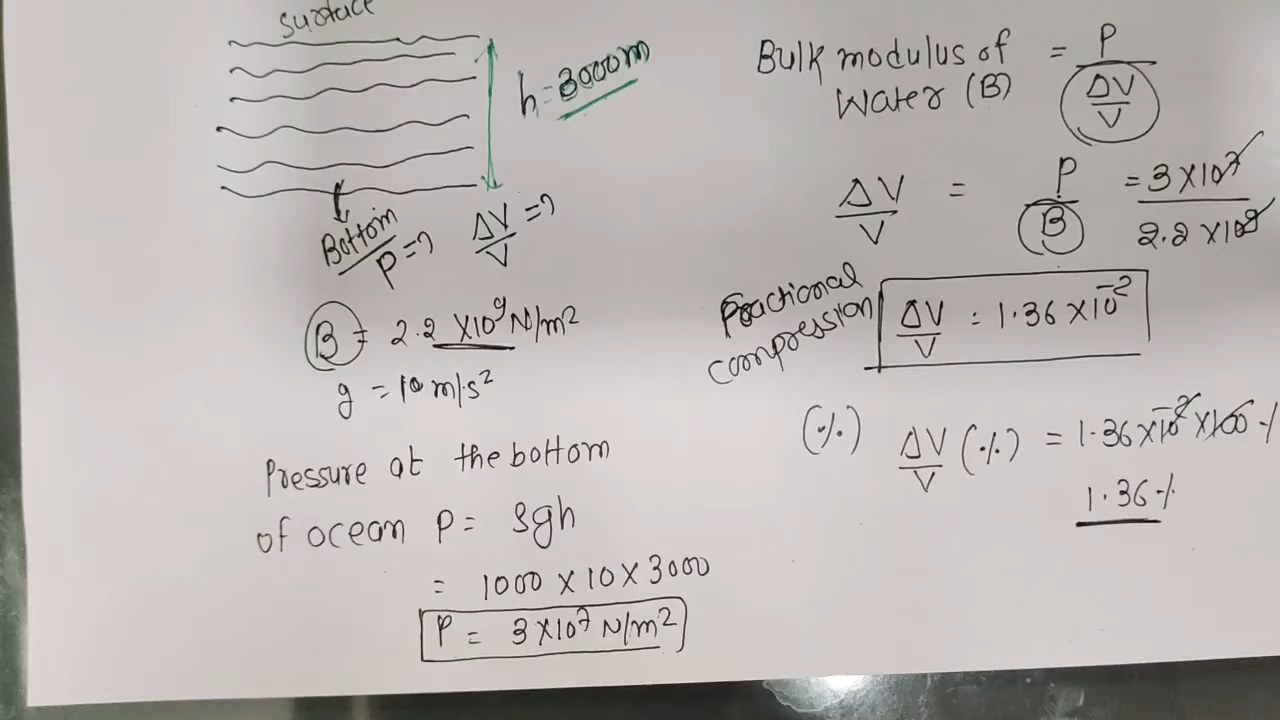 Surface
h = 3000m
Bottom
P = ?
ΔV/V = ?
B = 2.2 × 10⁹ N/m²
g = 10 m/s²
Pressure at the bottom
of ocean P = ρgh
= 1000 × 10 × 3000
P = 3 × 10⁷ N/m²
Bulk modulus of Water (B) = P / (ΔV/V)
ΔV/V = P/B = 3 × 10⁷ / 2.2 × 10⁹
Fractional compression
ΔV/V = 1.36 × 10⁻²
(%) ΔV/V (%) = 1.36 × 10⁻² × 100 %
1.36 %